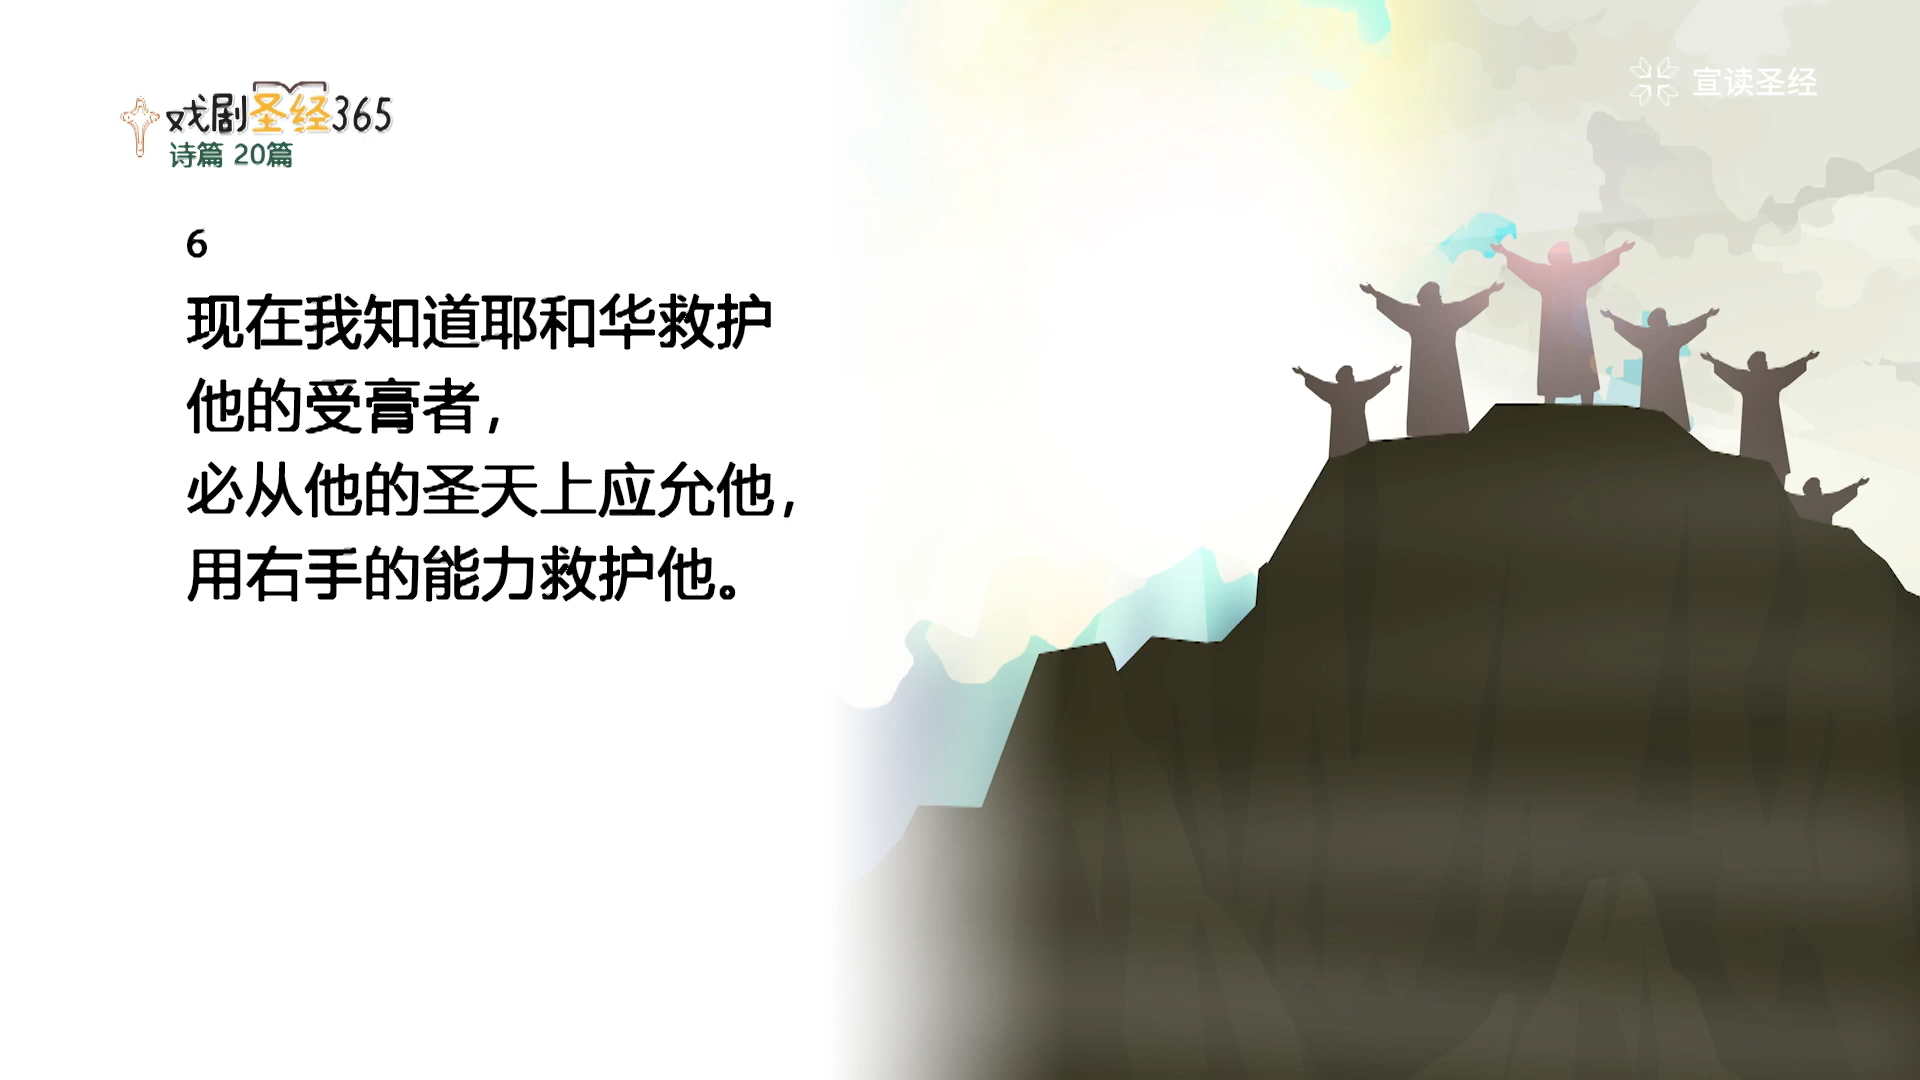 戏剧圣经365
诗篇 20篇
宣读圣经
6
现在我知道耶和华救护
他的受膏者，
必从他的圣天上应允他，
用右手的能力救护他。